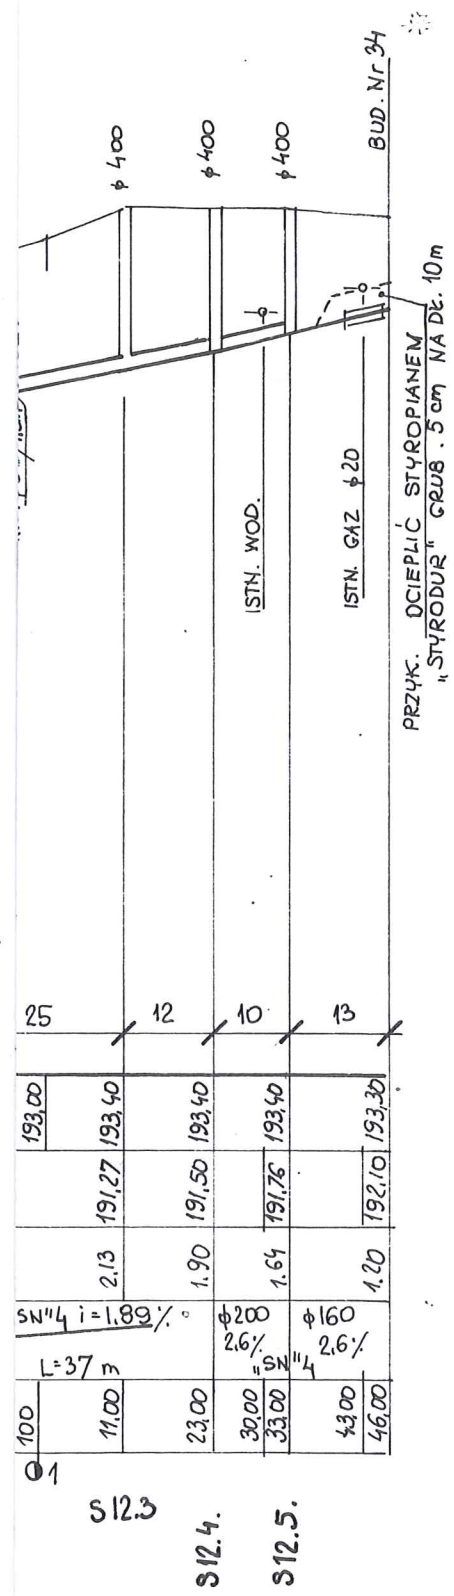 φ 400
φ 400
φ 400
BUD. Nr 34
ISTN. WOD.
ISTN. GAZ φ 20
PRZYK. OCIEPLIĆ STYROPIANEM
„STYRODUR" GRUB. 5 cm NA DŁ. 10m
25 12 10 13
193,00 193,40 193,40 193,40 193,30
191,27 191,50 191,76 192,10
2.13 1.90 1.64 1.20
SN"4 i=1.89% φ200 φ160
2,6% 2,6%
L=37 m „SN"4
100 11,00 23,00 30,00 33,00 43,00 46,00
1
S12.3
S12.4.
S12.5.